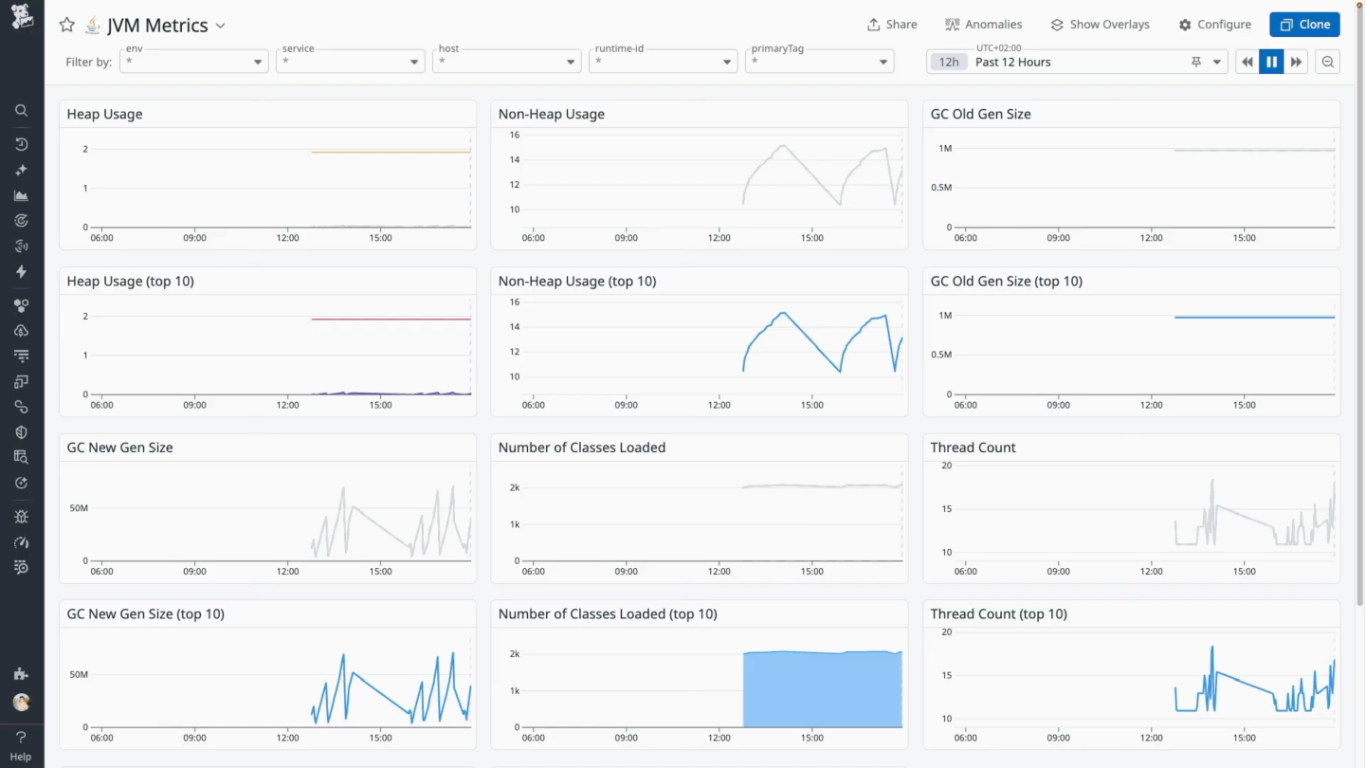 JVM Metrics
Share
Anomalies
Show Overlays
Configure
Clone
Filter by:
env
*
service
*
host
*
runtime-id
*
primaryTag
*
UTC+02:00
12h
Past 12 Hours
Heap Usage
2
1
0
06:00 09:00 12:00 15:00
Non-Heap Usage
16
14
12
10
06:00 09:00 12:00 15:00
GC Old Gen Size
1M
0.5M
0
06:00 09:00 12:00 15:00
Heap Usage (top 10)
2
1
0
06:00 09:00 12:00 15:00
Non-Heap Usage (top 10)
16
14
12
10
06:00 09:00 12:00 15:00
GC Old Gen Size (top 10)
1M
0.5M
0
06:00 09:00 12:00 15:00
GC New Gen Size
50M
0
06:00 09:00 12:00 15:00
Number of Classes Loaded
2k
1k
0
06:00 09:00 12:00 15:00
Thread Count
20
15
10
06:00 09:00 12:00 15:00
GC New Gen Size (top 10)
50M
0
06:00 09:00 12:00 15:00
Number of Classes Loaded (top 10)
2k
1k
0
06:00 09:00 12:00 15:00
Thread Count (top 10)
20
15
10
06:00 09:00 12:00 15:00
Help